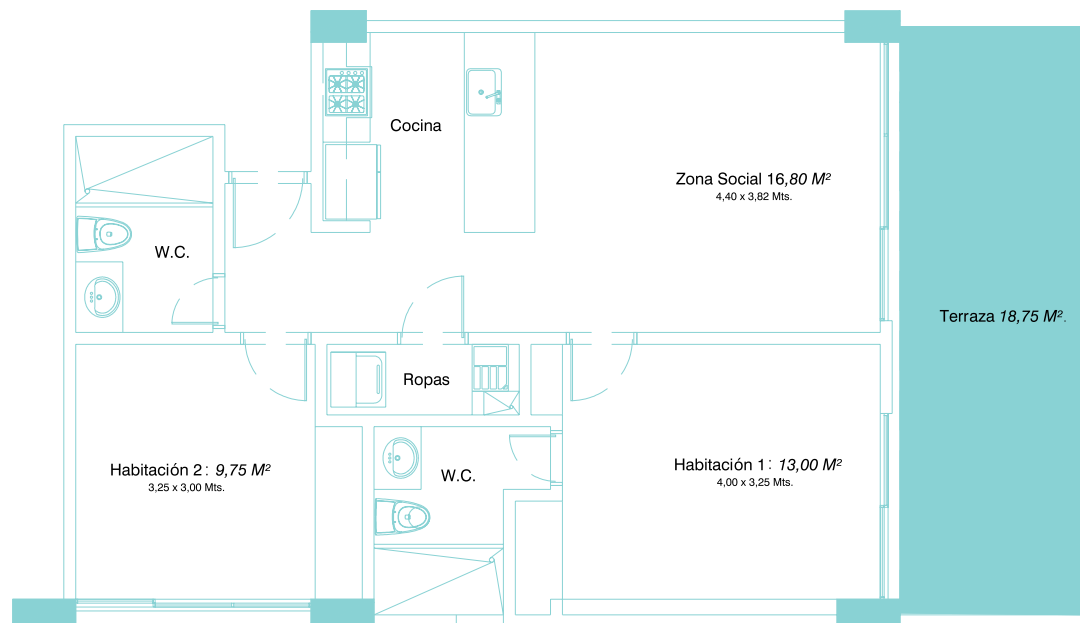 Cocina
Zona Social 16,80 M²
4,40 x 3,82 Mts.
W.C.
Terraza 18,75 M².
Ropas
Habitación 2: 9,75 M²
3,25 x 3,00 Mts.
W.C.
Habitación 1: 13,00 M²
4,00 x 3,25 Mts.